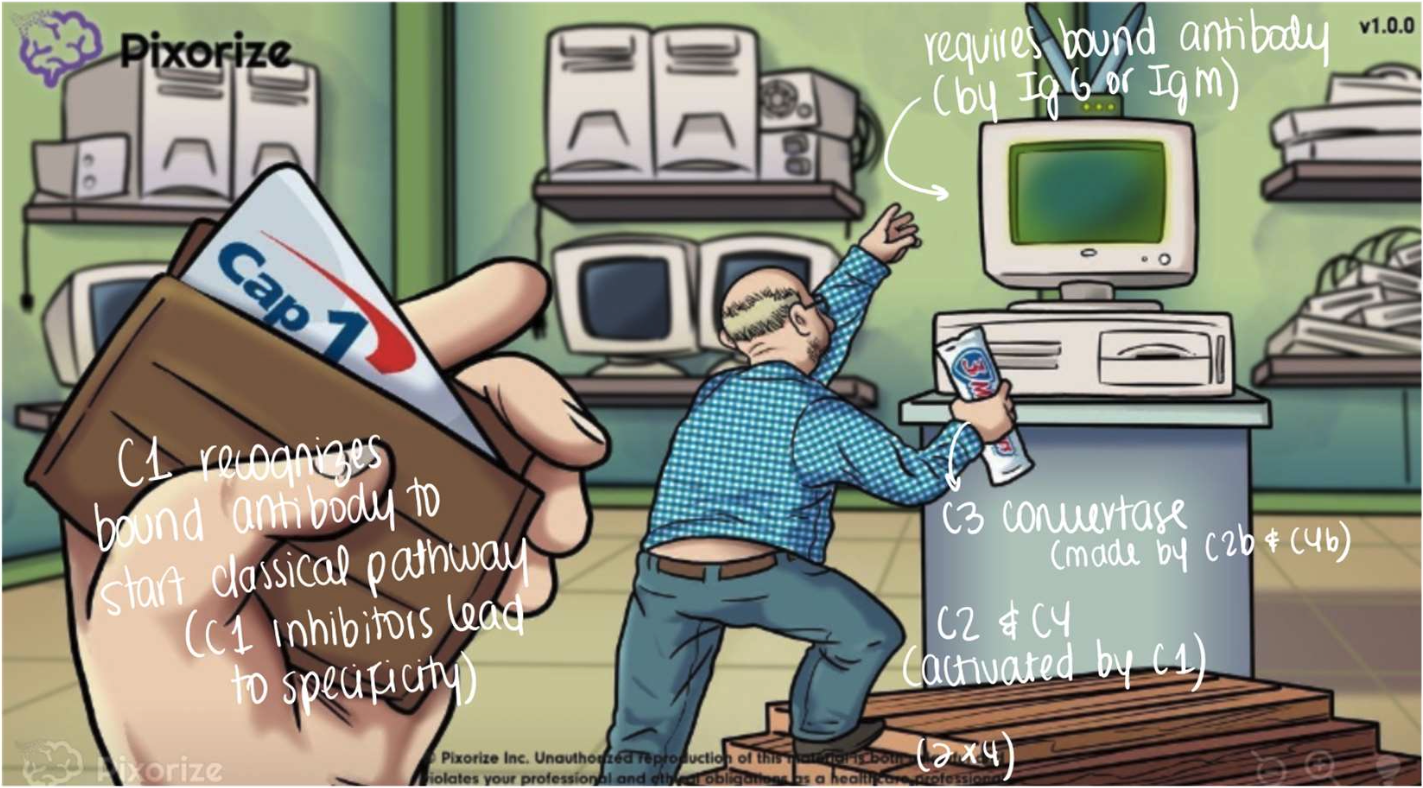 Pixorize
v1.0.0
requires bound antibody
(by IgG or IgM)
Cap 1
3M
C1 recognizes
bound antibody to
start classical pathway
(C1 inhibitors lead
to specificity)
C3 convertase
(made by C2b & C4b)
C2 & C4
(activated by C1)
(2x4)
Pixorize Inc. Unauthorized reproduction of this material is both
violates your professional and ethical obligations as a healthcare professional
Pixorize